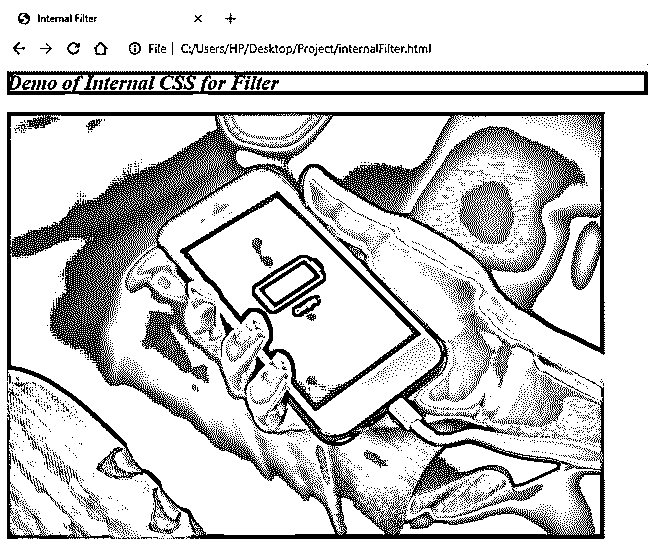 Internal Filter
File | C:/Users/HP/Desktop/Project/internalFilter.html
Demo of Internal CSS for Filter